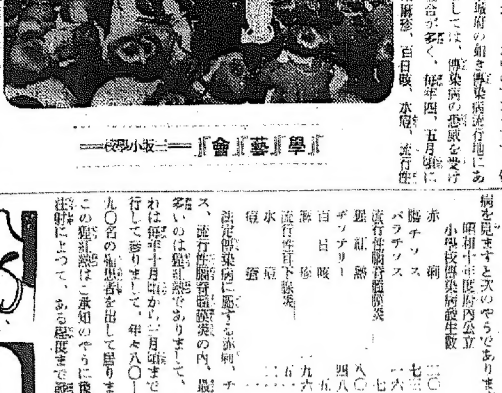 城府の如き傳染病流行地にあ
しては、傳染病の脅威を受け
合が多く、毎年四、五月頃に
麻疹、百日咳、水痘、流行性
學藝會
三坂小學校
病を見ますと次のやうでありま
昭和十年度府内公立
小學校傳染病發生數
赤痢
腸チフス
パラチフス
流行性腦脊髓膜炎
猩紅熱
ヂフテリー
百日咳
麻疹
流行性耳下腺炎
水痘
法定傳染病に屬する赤痢、チ
ス、流行性腦脊髓膜炎の内、最
多いのは猩紅熱でありまして、
れは毎年十月頃から三月頃まで
行して參りまして、年々八〇—
九〇名の罹患者を出して居りま
この猩紅熱はご承知のやうに豫
注射によつて、ある程度まで